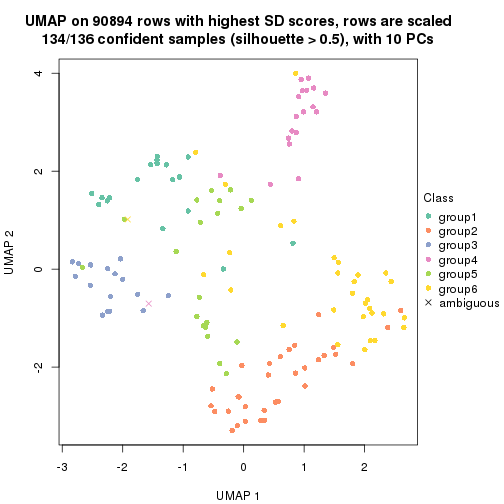 UMAP on 90894 rows with highest SD scores, rows are scaled
134/136 confident samples (silhouette > 0.5), with 10 PCs
4
2
0
-2
-3
-2
-1
0
1
2
UMAP 1
UMAP 2
Class
group1
group2
group3
group4
group5
group6
ambiguous